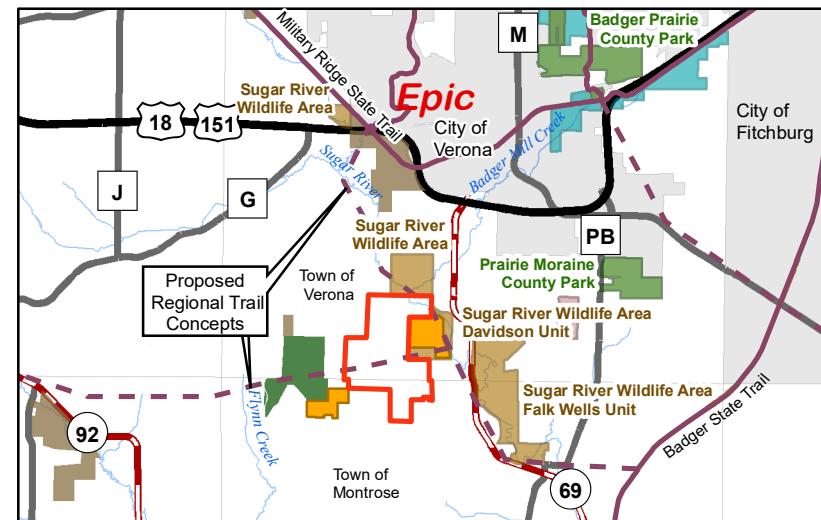 M
Badger Prairie
County Park
Military Ridge State Trail
Sugar River
Wildlife Area
Epic
18
151
City of
Verona
City of
Fitchburg
Badger Mill Creek
Sugar River
J
G
Sugar River
Wildlife Area
PB
Prairie Moraine
County Park
Proposed
Regional Trail
Concepts
Town of
Verona
Sugar River Wildlife Area
Davidson Unit
Sugar River Wildlife Area
Falk Wells Unit
Flynn Creek
Badger State Trail
92
Town of
Montrose
69